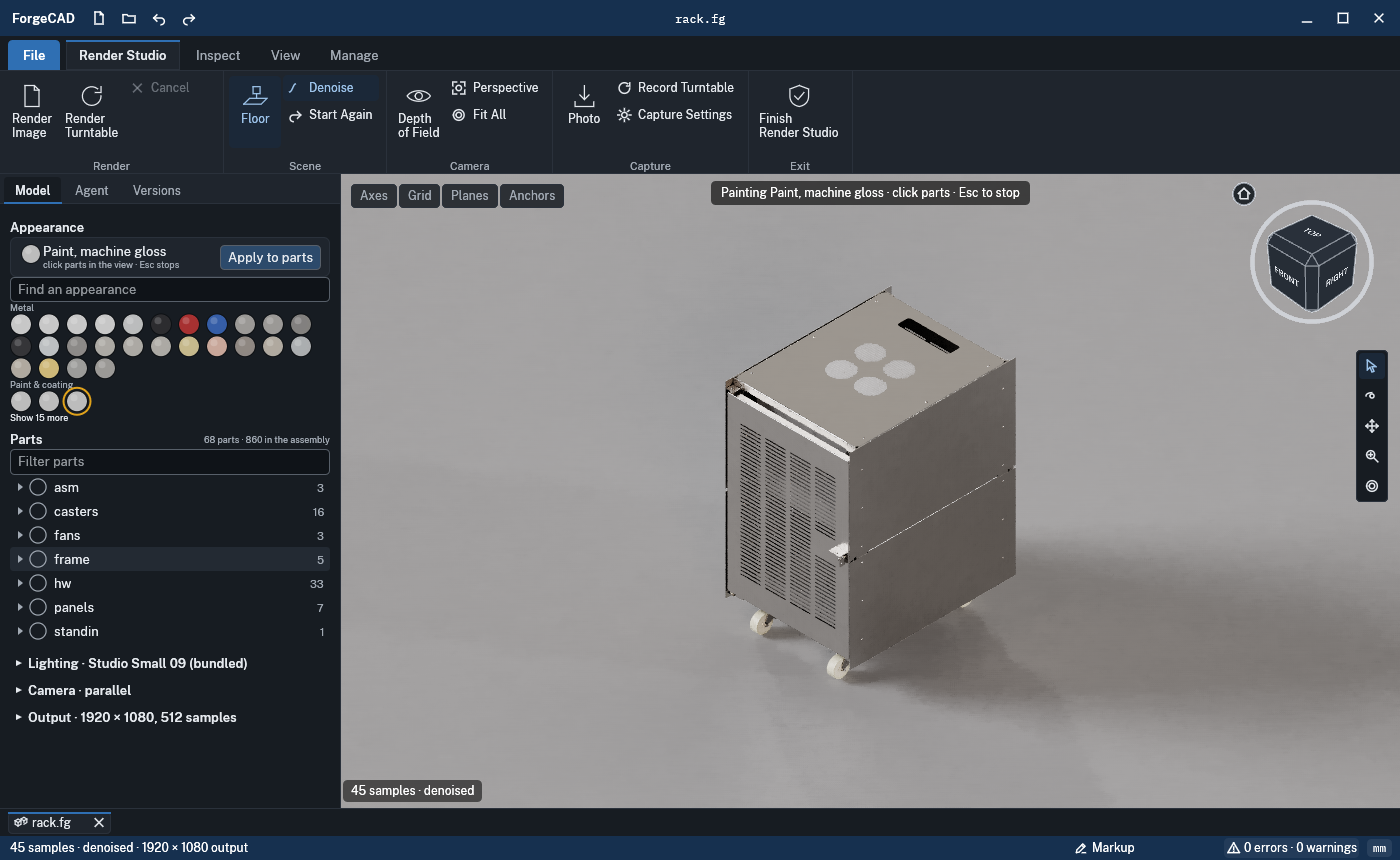 ForgeCAD
rack.fg
File
Render Studio
Inspect
View
Manage
Render Image
Render Turntable
Cancel
Render
Floor
Denoise
Start Again
Scene
Depth of Field
Perspective
Fit All
Camera
Photo
Record Turntable
Capture Settings
Capture
Finish Render Studio
Exit
Model
Agent
Versions
Appearance
Paint, machine gloss
click parts in the view · Esc stops
Apply to parts
Find an appearance
Metal
Paint & coating
Show 15 more
Parts
68 parts · 860 in the assembly
Filter parts
asm 3
casters 16
fans 3
frame 5
hw 33
panels 7
standin 1
Lighting · Studio Small 09 (bundled)
Camera · parallel
Output · 1920 × 1080, 512 samples
Axes
Grid
Planes
Anchors
Painting Paint, machine gloss · click parts · Esc to stop
TOP
FRONT
RIGHT
45 samples · denoised
rack.fg
45 samples · denoised · 1920 × 1080 output
Markup
0 errors · 0 warnings
mm